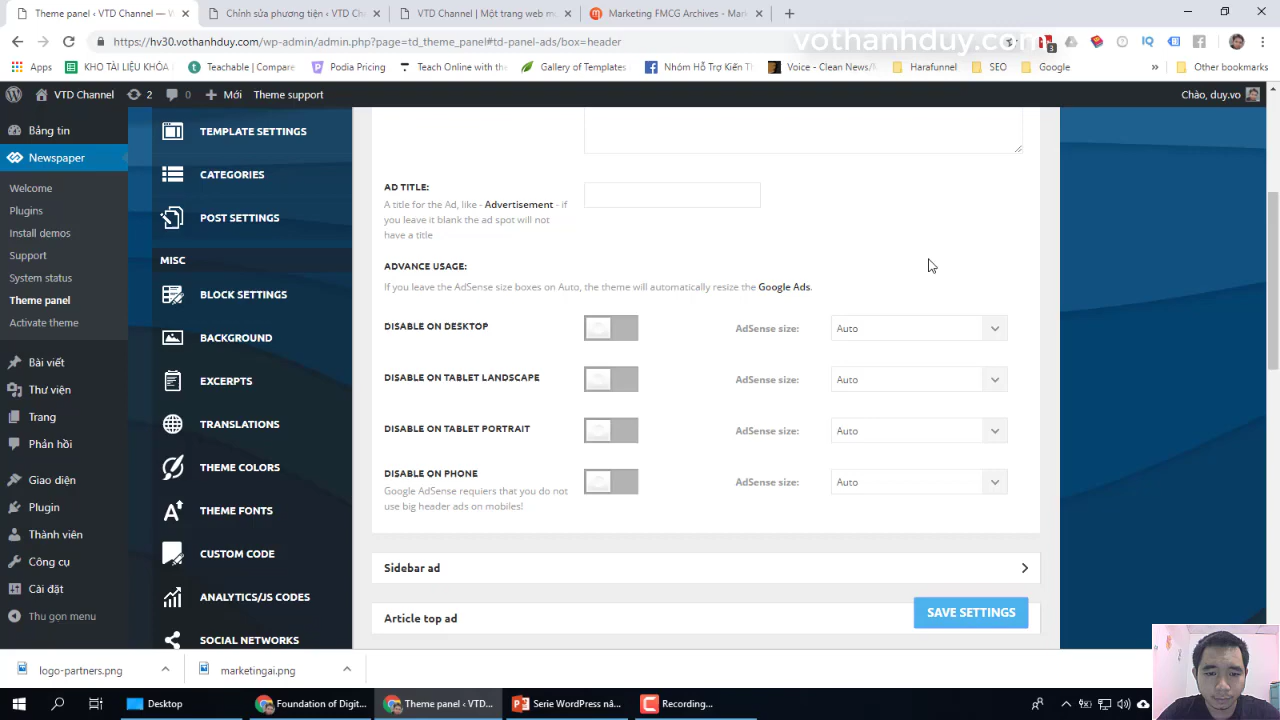 Theme panel ‹ VTD Channel
Chỉnh sửa phương tiện ‹ VTD Ch
[Tagdiv] Một website m
Marketing FMCG Archives - Mark
https://hv30.com/wp-admin/admin.php?page=td_theme_panel#td-panel-ads/box=header
vothanhduy.com
3
Apps
KHO TÀI LIỆU KHÓA
Teachable | Compare
Podia Pricing
Teach Online with the
Gallery of Templates
Nhóm Hỗ Trợ Kiến Th
Voice - Clean News/M
Harafunnel
SEO
Google
»
Other bookmarks
VTD Channel
2
0
Mới
Theme support
Chào, duy.vo
Bảng tin
Newspaper
Welcome
Plugins
Install demos
Support
System status
Theme panel
Activate theme
Bài viết
Thư viện
Trang
Phản hồi
Giao diện
Plugin
Thành viên
Công cụ
Cài đặt
Thu gọn menu
TEMPLATE SETTINGS
CATEGORIES
POST SETTINGS
MISC
BLOCK SETTINGS
BACKGROUND
EXCERPTS
TRANSLATIONS
THEME COLORS
THEME FONTS
CUSTOM CODE
ANALYTICS/JS CODES
SOCIAL NETWORKS
AD TITLE:
A title for the Ad, like - Advertisement - if
you leave it blank the ad spot will not
have a title
ADVANCE USAGE:
If you leave the AdSense size boxes on Auto, the theme will automatically resize the Google Ads.
DISABLE ON DESKTOP
AdSense size:
Auto
DISABLE ON TABLET LANDSCAPE
AdSense size:
Auto
DISABLE ON TABLET PORTRAIT
AdSense size:
Auto
DISABLE ON PHONE
Google AdSense requiers that you do not
use big header ads on mobiles!
AdSense size:
Auto
Sidebar ad
Article top ad
SAVE SETTINGS
logo-partners.png
marketingai.png
Desktop
Foundation of Digit...
Theme panel ‹ VTD...
Serie WordPress nâ...
Recording...